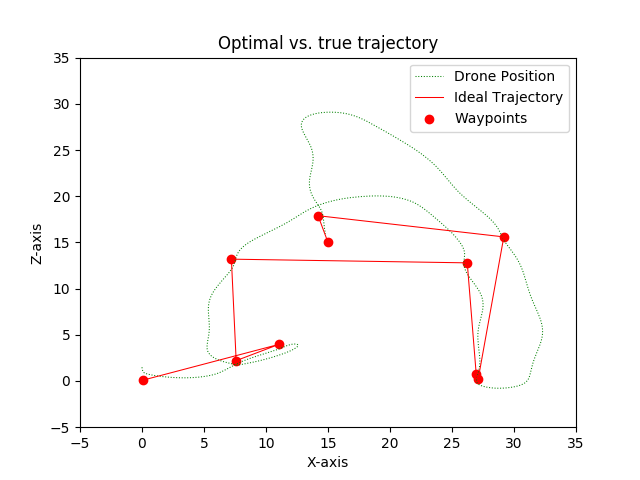 Optimal vs. true trajectory
Drone Position
Ideal Trajectory
Waypoints
Z-axis
35
30
25
20
15
10
5
0
−5
−5 0 5 10 15 20 25 30 35
X-axis